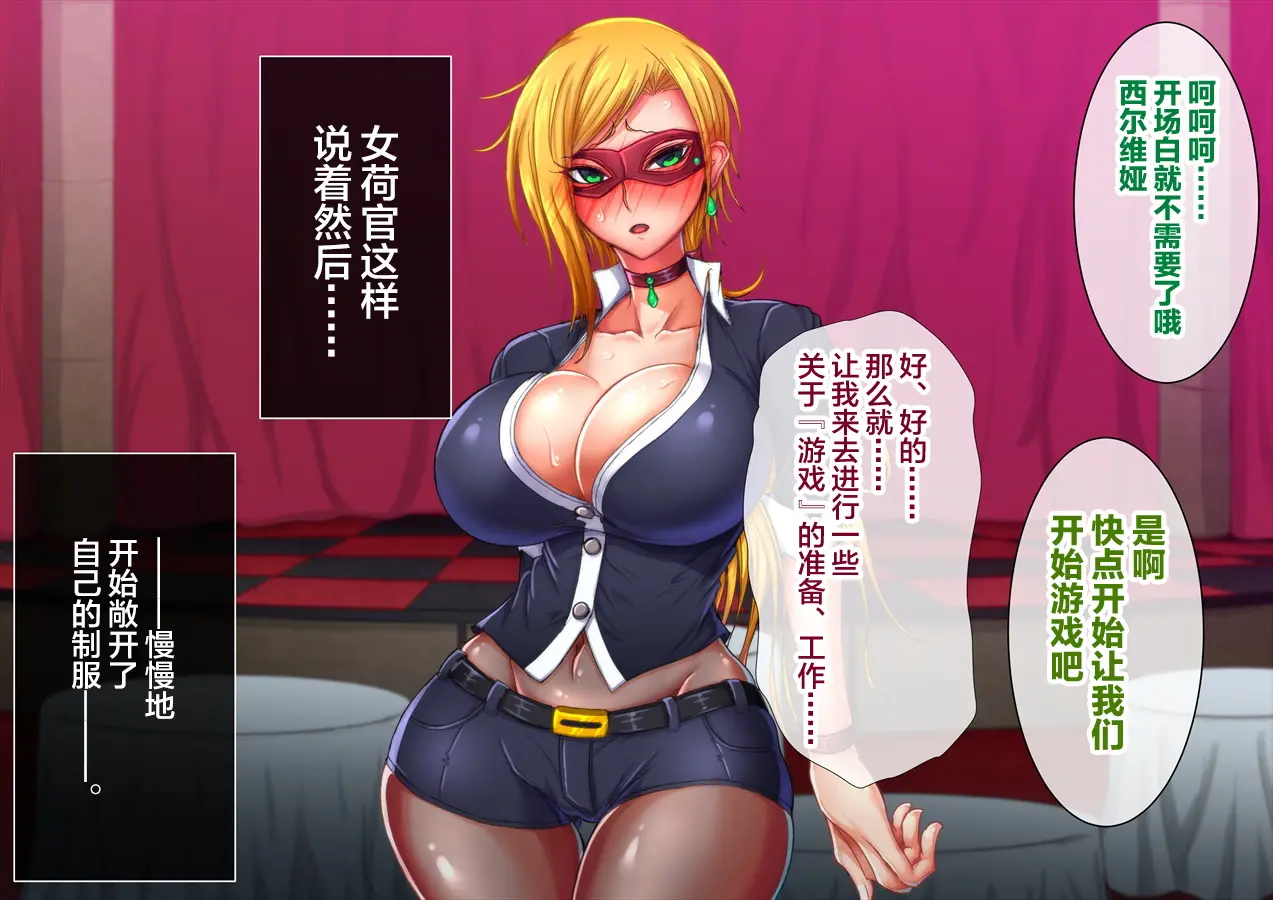 呵呵呵……
开场白就不需要了哦
西尔维娅
好、好的……
那么就……
让我来去进行一些
关于『游戏』的准备、工作……
是啊
快点开始让我们
开始游戏吧
女荷官这样
说着然后……
——慢慢地
开始敞开了
自己的制服——。